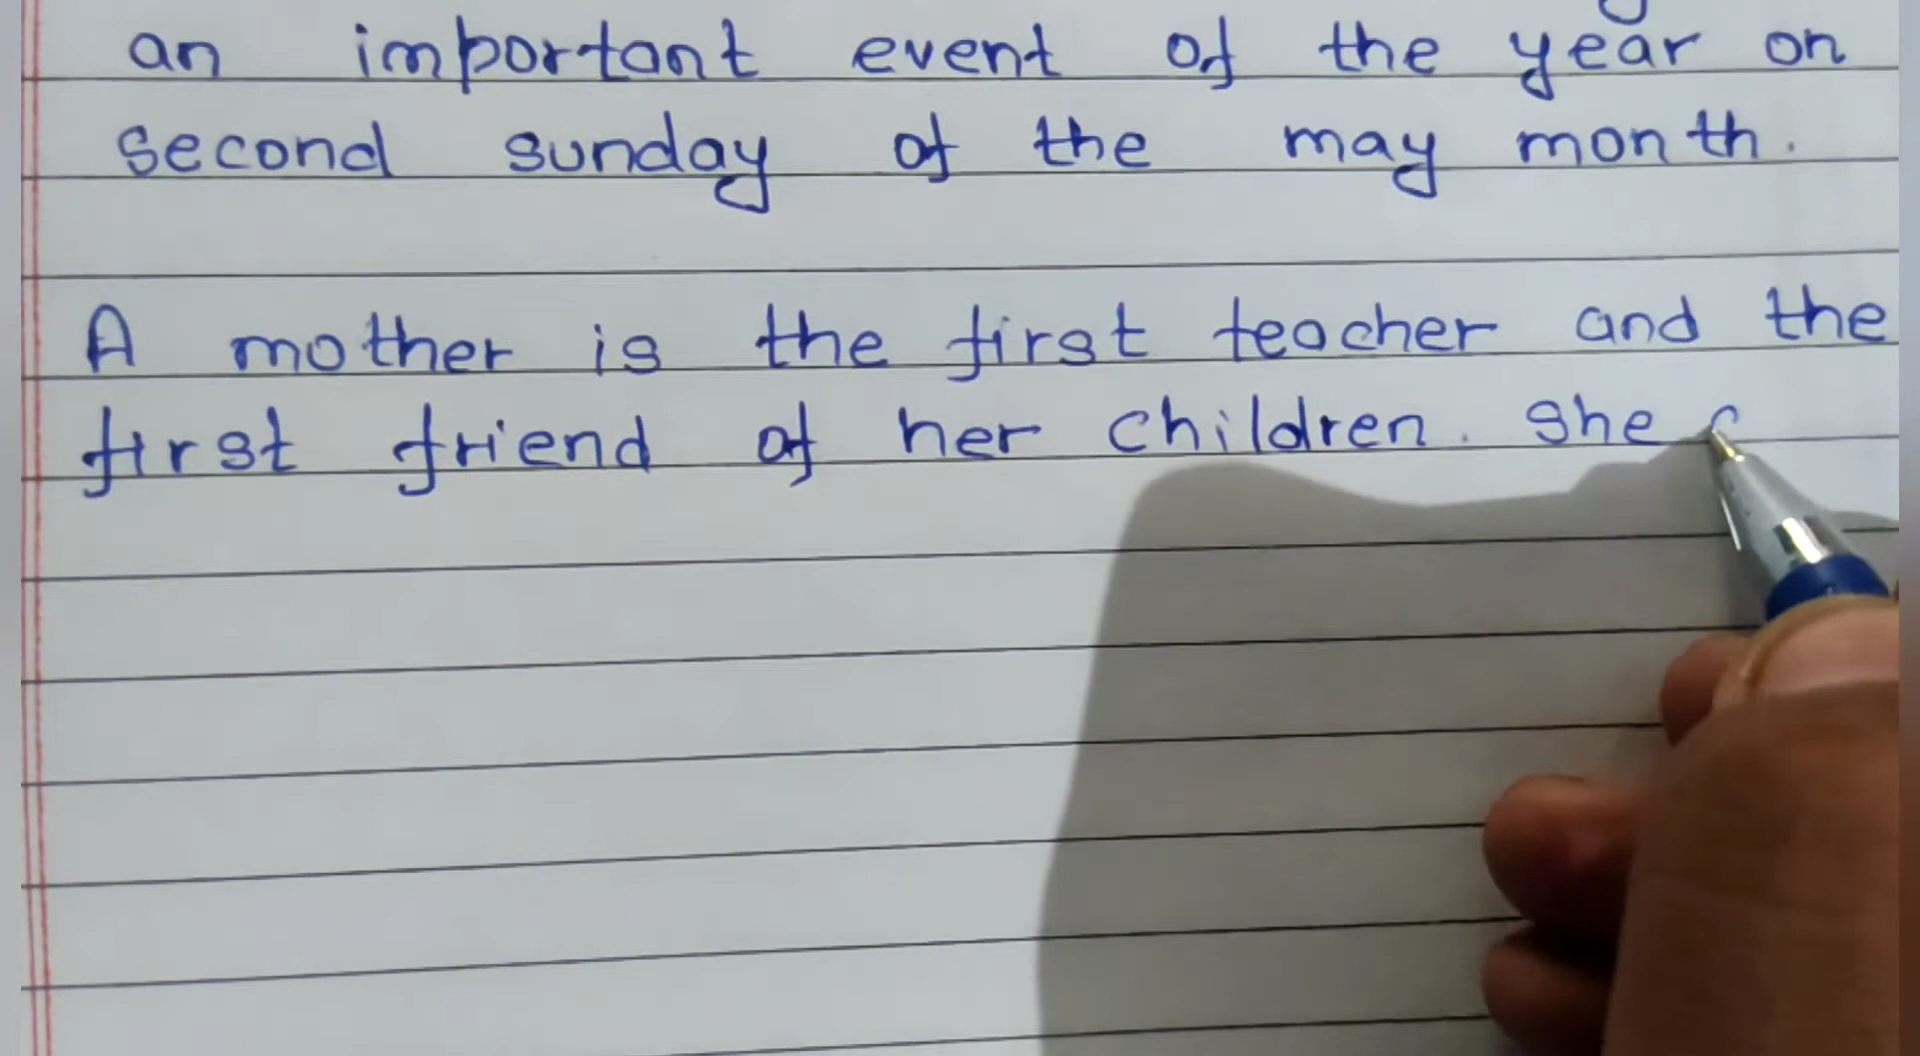 an important event of the year on
second sunday of the may month.
A mother is the first teacher and the
first friend of her children. She